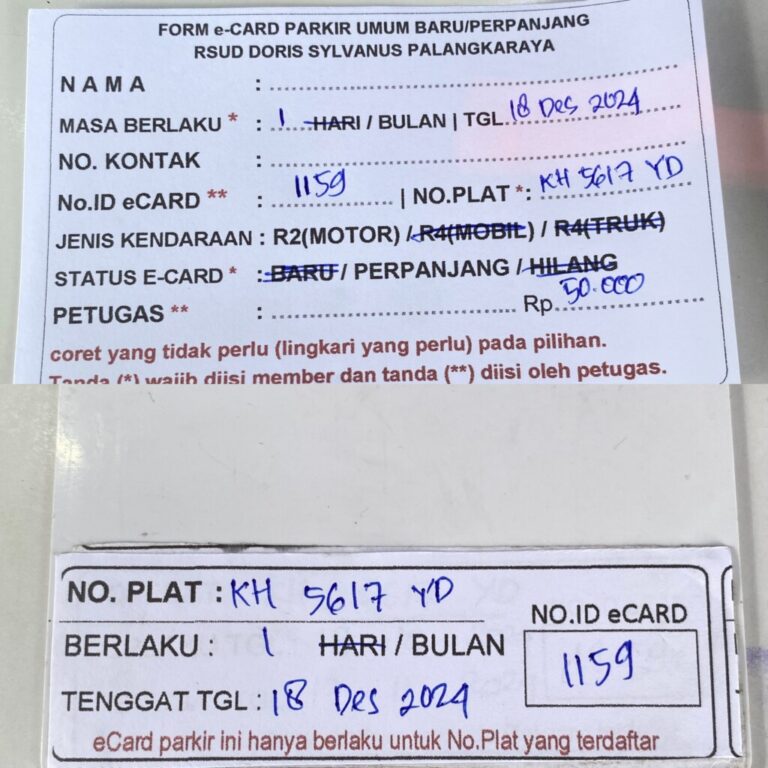 FORM e-CARD PARKIR UMUM BARU/PERPANJANG
RSUD DORIS SYLVANUS PALANGKARAYA
NAMA :
MASA BERLAKU * : 1 HARI / BULAN | TGL. 18 Des 2024
NO. KONTAK :
No.ID eCARD ** : 1159 | NO.PLAT *: KH 5617 YD
JENIS KENDARAAN : R2(MOTOR) / R4(MOBIL) / R4(TRUK)
STATUS E-CARD * : BARU / PERPANJANG / HILANG
PETUGAS ** : Rp. 50.000
coret yang tidak perlu (lingkari yang perlu) pada pilihan.
Tanda (*) wajib diisi member dan tanda (**) diisi oleh petugas.
NO. PLAT : KH 5617 YD
NO.ID eCARD
BERLAKU : 1 HARI / BULAN
1159
TENGGAT TGL : 18 Des 2024
eCard parkir ini hanya berlaku untuk No.Plat yang terdaftar